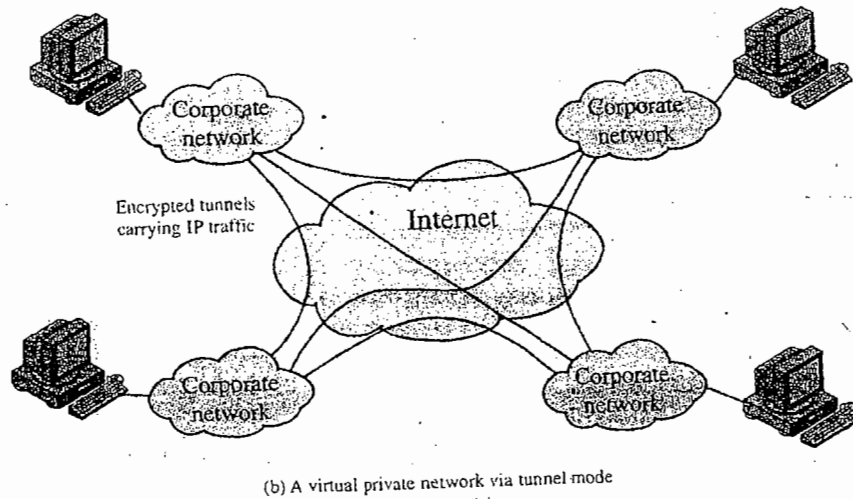 Corporate
network
Corporate
network
Encrypted tunnels
carrying IP traffic
Internet
Corporate
network
Corporate
network
(b) A virtual private network via tunnel mode